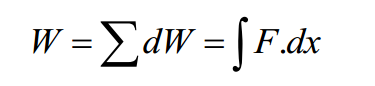 W = ∑dW = ∫F.dx